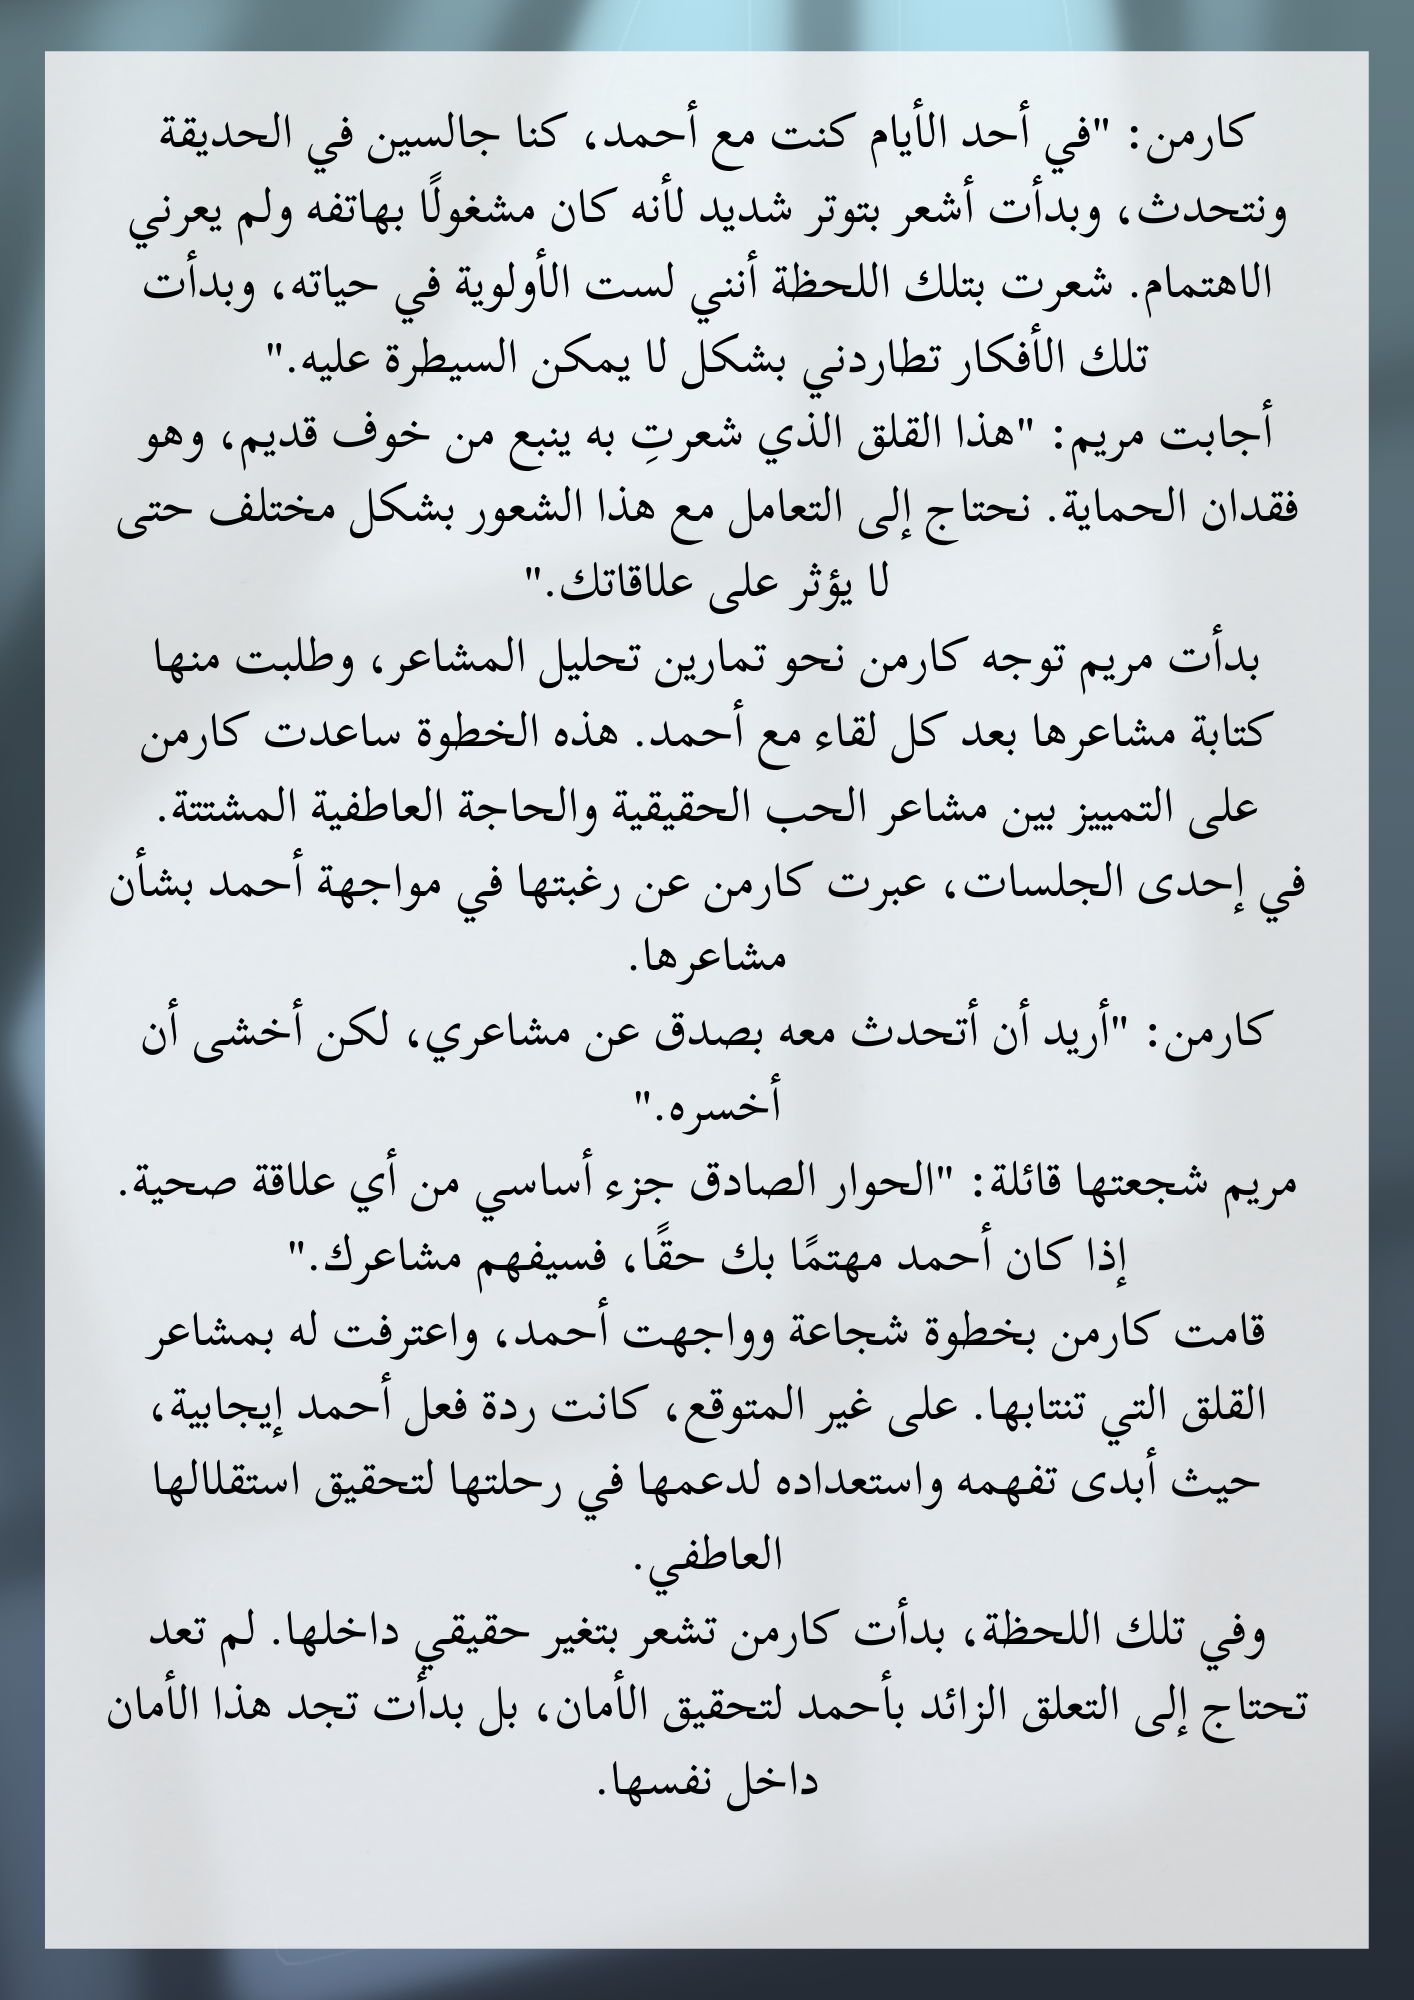 كارمن: "في أحد الأيام كنت مع أحمد، كنا جالسين في الحديقة
ونتحدث، وبدأت أشعر بتوتر شديد لأنه كان مشغولًا بهاتفه ولم يعرني
الاهتمام. شعرت بتلك اللحظة أنني لست الأولوية في حياته، وبدأت
تلك الأفكار تطاردني بشكل لا يمكن السيطرة عليه."
أجابت مريم: "هذا القلق الذي شعرتِ به ينبع من خوف قديم، وهو
فقدان الحماية. نحتاج إلى التعامل مع هذا الشعور بشكل مختلف حتى
لا يؤثر على علاقاتك."
بدأت مريم توجه كارمن نحو تمارين تحليل المشاعر، وطلبت منها
كتابة مشاعرها بعد كل لقاء مع أحمد. هذه الخطوة ساعدت كارمن
على التمييز بين مشاعر الحب الحقيقية والحاجة العاطفية المشتتة.
في إحدى الجلسات، عبرت كارمن عن رغبتها في مواجهة أحمد بشأن
مشاعرها.
كارمن: "أريد أن أتحدث معه بصدق عن مشاعري، لكن أخشى أن
أخسره."
مريم شجعتها قائلة: "الحوار الصادق جزء أساسي من أي علاقة صحية.
إذا كان أحمد مهتمًا بك حقًا، فسيفهم مشاعرك."
قامت كارمن بخطوة شجاعة وواجهت أحمد، واعترفت له بمشاعر
القلق التي تنتابها. على غير المتوقع، كانت ردة فعل أحمد إيجابية،
حيث أبدى تفهمه واستعداده لدعمها في رحلتها لتحقيق استقلالها
العاطفي.
وفي تلك اللحظة، بدأت كارمن تشعر بتغير حقيقي داخلها. لم تعد
تحتاج إلى التعلق الزائد بأحمد لتحقيق الأمان، بل بدأت تجد هذا الأمان
داخل نفسها.